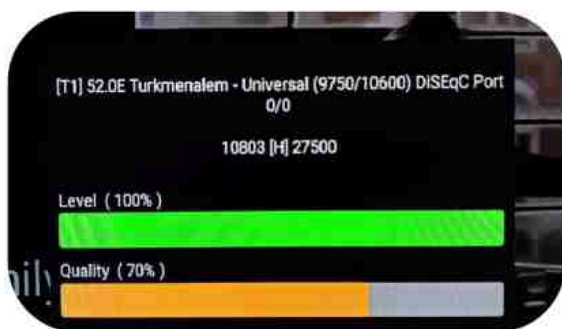 [T1] 52.0E Turkmenalem - Universal (9750/10600) DiSEqC Port
0/0
10803 [H] 27500
Level ( 100% )
Quality ( 70% )